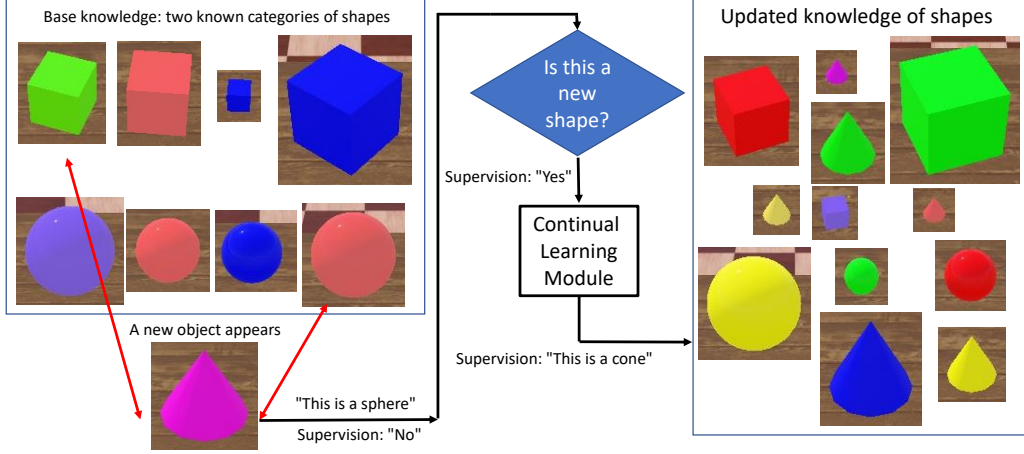 Base knowledge: two known categories of shapes
A new object appears
"This is a sphere"
Supervision: "No"
Is this a
new
shape?
Supervision: "Yes"
Continual
Learning
Module
Supervision: "This is a cone"
Updated knowledge of shapes